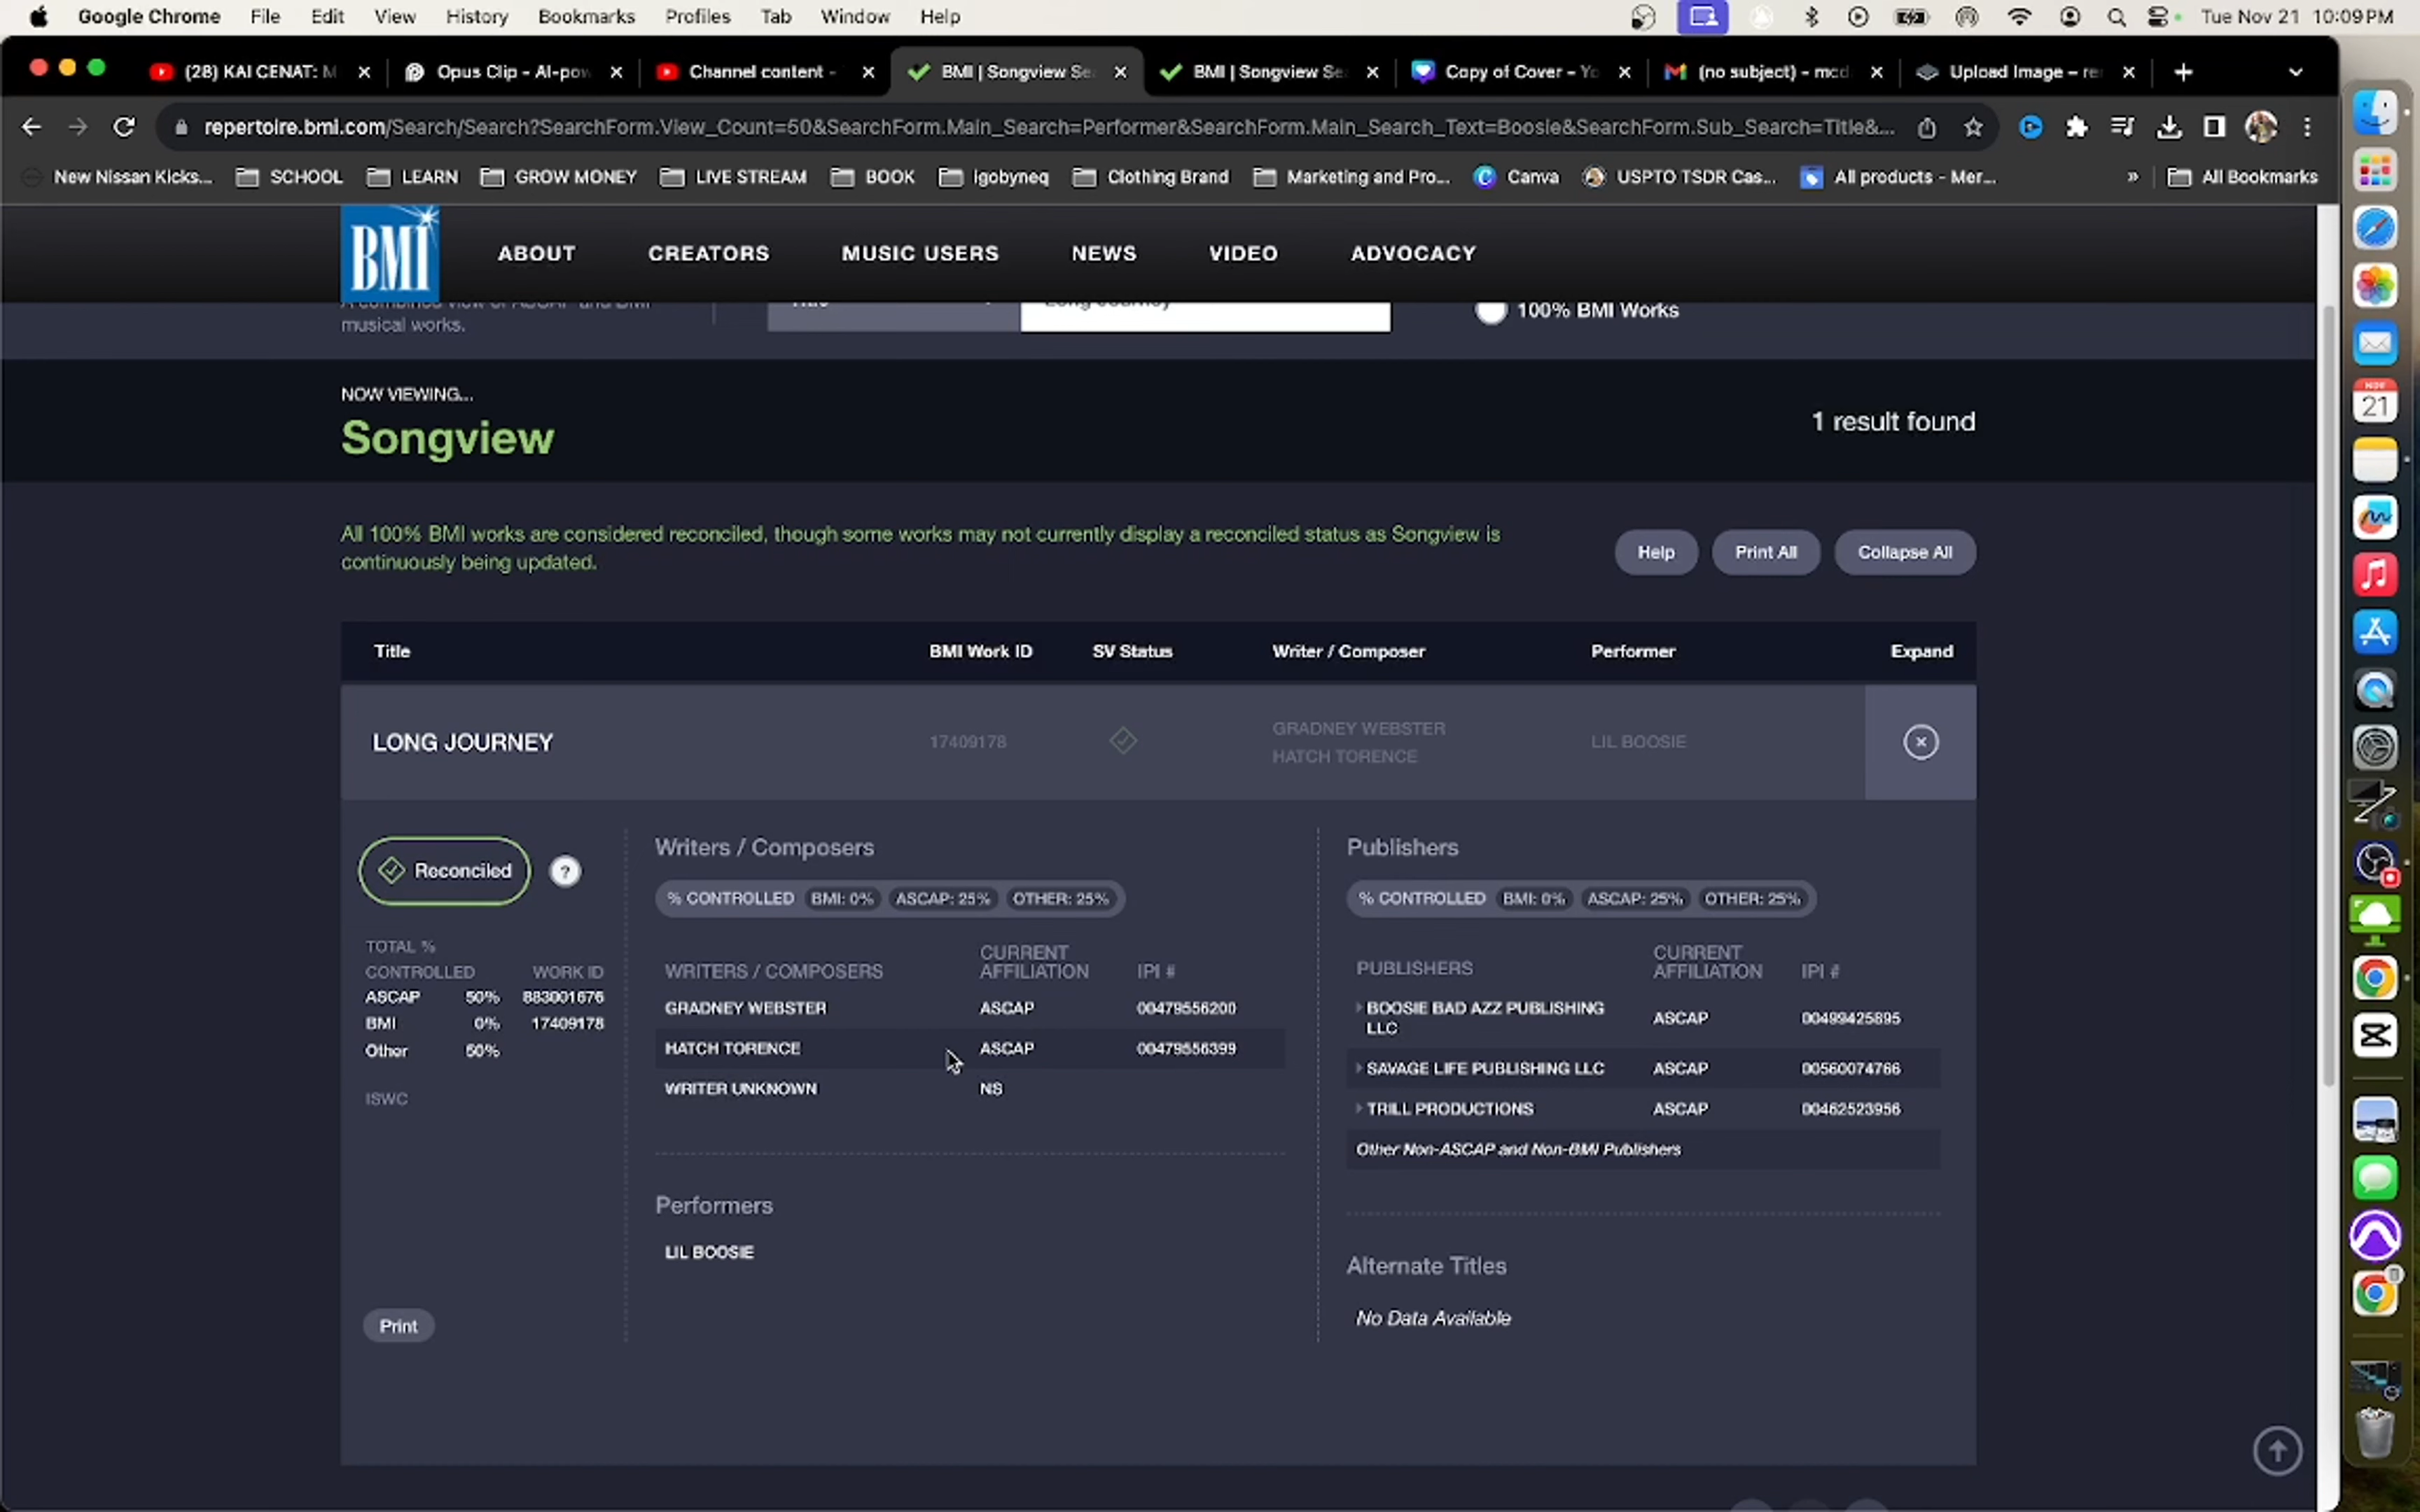 Google Chrome File Edit View History Bookmarks Profiles Tab Window Help Tue Nov 21 10:09 PM
(28) KAI CENAT: M Opus Clip - AI-pow Channel content - BMI | Songview Se BMI | Songview Se Copy of Cover – Yo (no subject) – mcd Upload Image – re
repertoire.bmi.com/Search/Search?SearchForm.View_Count=50&SearchForm.Main_Search=Performer&SearchForm.Main_Search_Text=Boosie&SearchForm.Sub_Search=Title&...
New Nissan Kicks... SCHOOL LEARN GROW MONEY LIVE STREAM BOOK Igobyneq Clothing Brand Marketing and Pro... Canva USPTO TSDR Cas... All products - Mer... » All Bookmarks
BMI ABOUT CREATORS MUSIC USERS NEWS VIDEO ADVOCACY
A combined view of ASCAP and BMI
musical works.
Title Long Journey 100% BMI Works
NOW VIEWING...
Songview
1 result found
All 100% BMI works are considered reconciled, though some works may not currently display a reconciled status as Songview is
continuously being updated.
Help Print All Collapse All
Title BMI Work ID SV Status Writer / Composer Performer Expand
LONG JOURNEY 17409178 GRADNEY WEBSTER
HATCH TORENCE LIL BOOSIE
Reconciled ?
TOTAL %
CONTROLLED WORK ID
ASCAP 50% 883001676
BMI 0% 17409178
Other 50%
ISWC
Print
Writers / Composers
% CONTROLLED BMI: 0% ASCAP: 25% OTHER: 25%
WRITERS / COMPOSERS CURRENT
AFFILIATION IPI #
GRADNEY WEBSTER ASCAP 00479556200
HATCH TORENCE ASCAP 00479556399
WRITER UNKNOWN NS
Performers
LIL BOOSIE
Publishers
% CONTROLLED BMI: 0% ASCAP: 25% OTHER: 25%
PUBLISHERS CURRENT
AFFILIATION IPI #
BOOSIE BAD AZZ PUBLISHING
LLC ASCAP 00499425895
SAVAGE LIFE PUBLISHING LLC ASCAP 00560074766
TRILL PRODUCTIONS ASCAP 00462523956
Other Non-ASCAP and Non-BMI Publishers
Alternate Titles
No Data Available
NOV
21